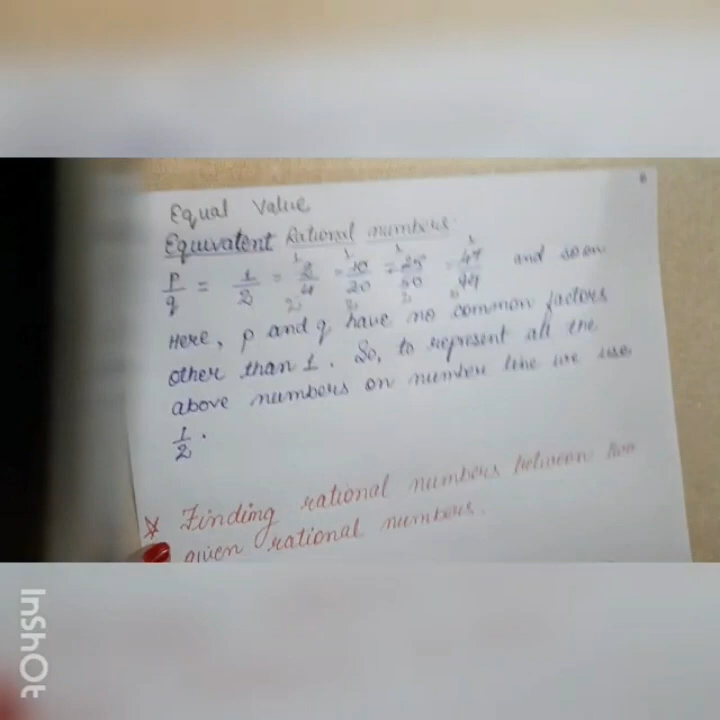 Equal Value
Equivalent Rational numbers
p/q = 1/2 = 2/4 = 10/20 = 25/50 = 47/94 and so on
Here, p and q have no common factors
other than 1. So, to represent all the
above numbers on number line we use
1/2.
* Finding rational numbers between two
given rational numbers.
InShOt